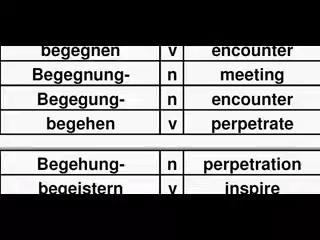 begegnen v encounter
Begegnung- n meeting
Begegung- n encounter
begehen v perpetrate
Begehung- n perpetration
begeistern v inspire